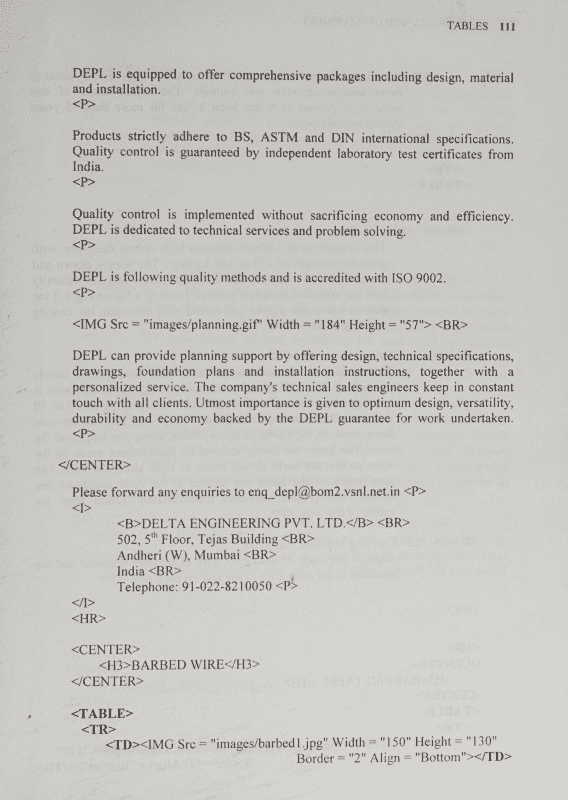 TABLES 111
DEPL is equipped to offer comprehensive packages including design, material
and installation.
<P>
Products strictly adhere to BS, ASTM and DIN international specifications.
Quality control is guaranteed by independent laboratory test certificates from
India.
<P>
Quality control is implemented without sacrificing economy and efficiency.
DEPL is dedicated to technical services and problem solving.
<P>
DEPL is following quality methods and is accredited with ISO 9002.
<P>
<IMG Src = "images/planning.gif" Width = "184" Height = "57"> <BR>
DEPL can provide planning support by offering design, technical specifications,
drawings, foundation plans and installation instructions, together with a
personalized service. The company's technical sales engineers keep in constant
touch with all clients. Utmost importance is given to optimum design, versatility,
durability and economy backed by the DEPL guarantee for work undertaken.
<P>
</CENTER>
Please forward any enquiries to enq_depl@bom2.vsnl.net.in <P>
<I>
<B>DELTA ENGINEERING PVT. LTD.</B> <BR>
502, 5th Floor, Tejas Building <BR>
Andheri (W), Mumbai <BR>
India <BR>
Telephone: 91-022-8210050 <P>
</I>
<HR>
<CENTER>
<H3>BARBED WIRE</H3>
</CENTER>
<TABLE>
<TR>
<TD><IMG Src = "images/barbed1.jpg" Width = "150" Height = "130"
Border = "2" Align = "Bottom"></TD>